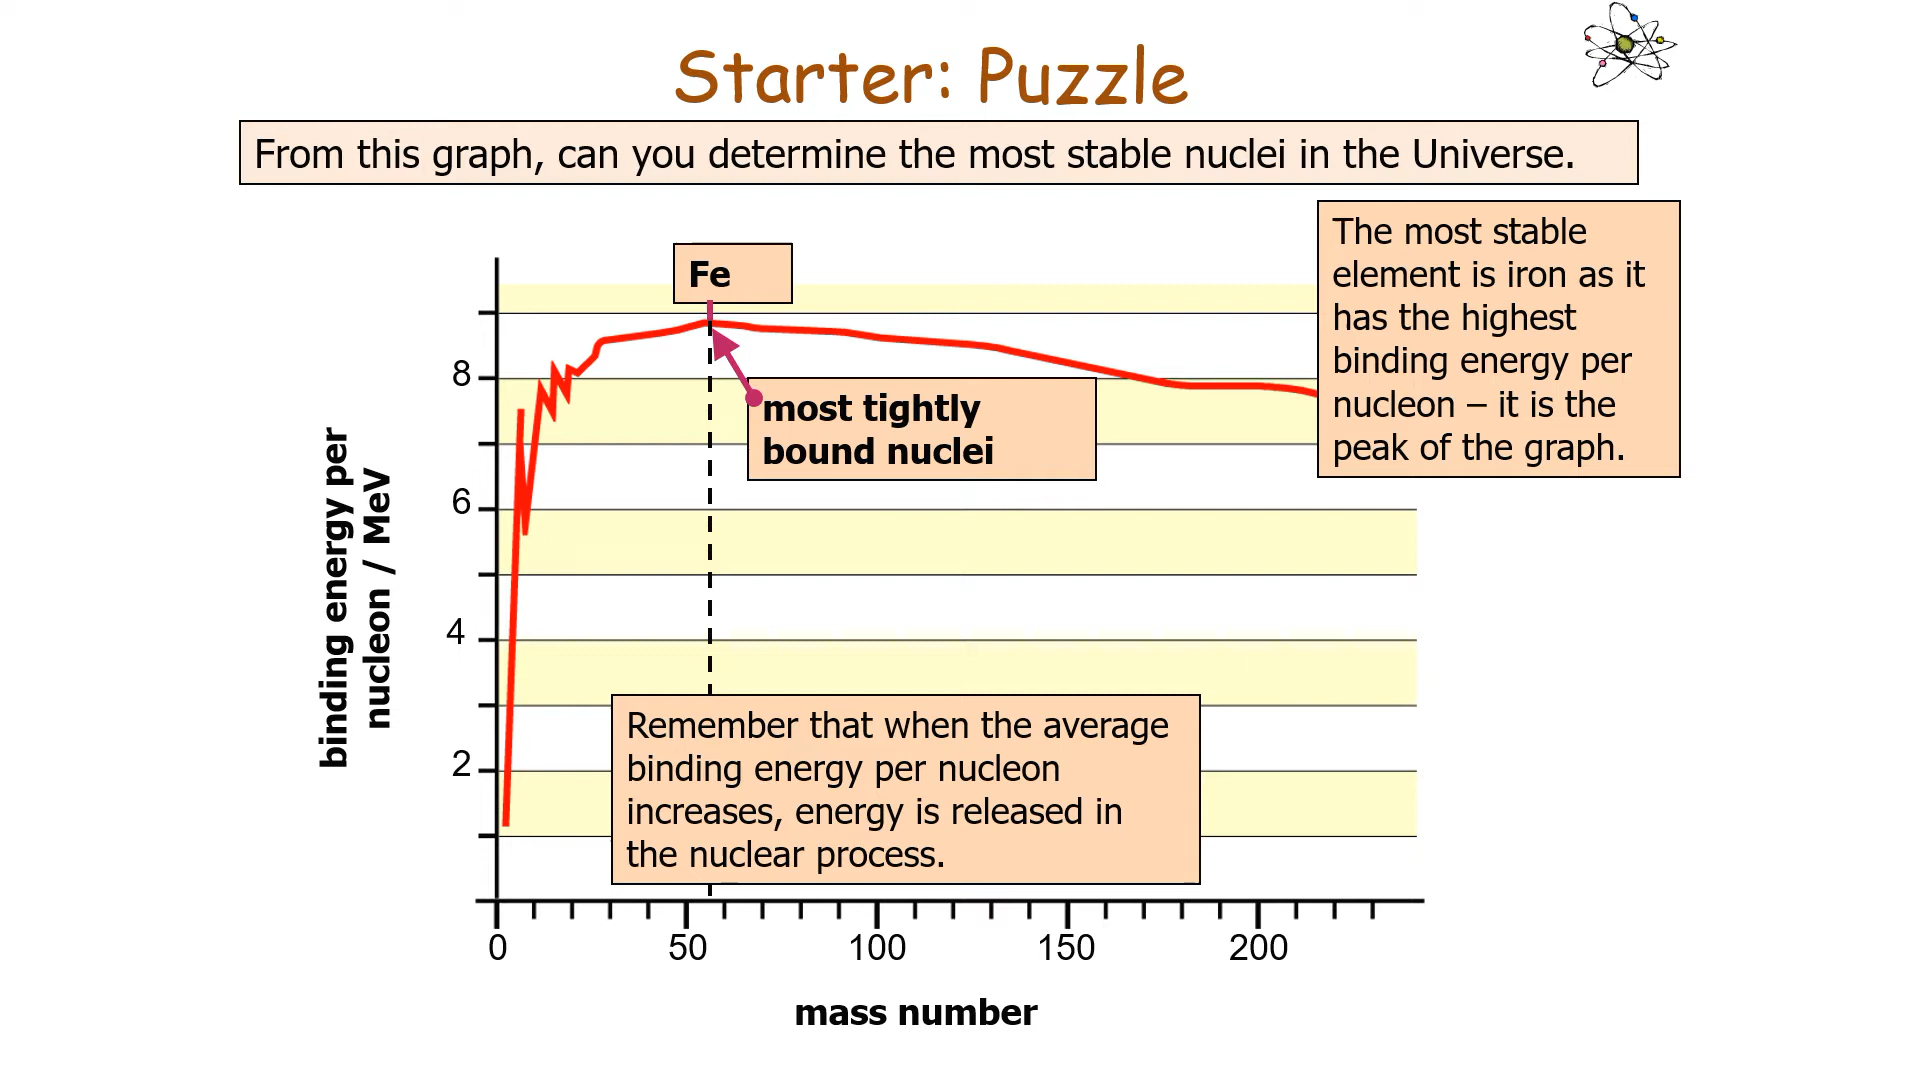 Starter: Puzzle
From this graph, can you determine the most stable nuclei in the Universe.
Fe
The most stable
element is iron as it
has the highest
binding energy per
nucleon – it is the
peak of the graph.
most tightly
bound nuclei
binding energy per
nucleon / MeV
8
6
4
2
Remember that when the average
binding energy per nucleon
increases, energy is released in
the nuclear process.
0 50 100 150 200
mass number